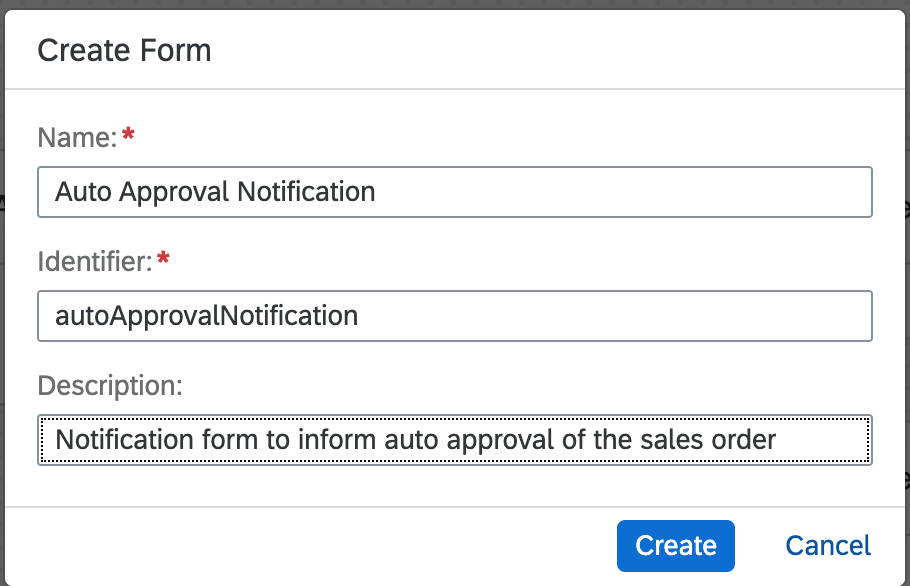 Create Form
Name:*
Auto Approval Notification
Identifier:*
autoApprovalNotification
Description:
Notification form to inform auto approval of the sales order
Create Cancel